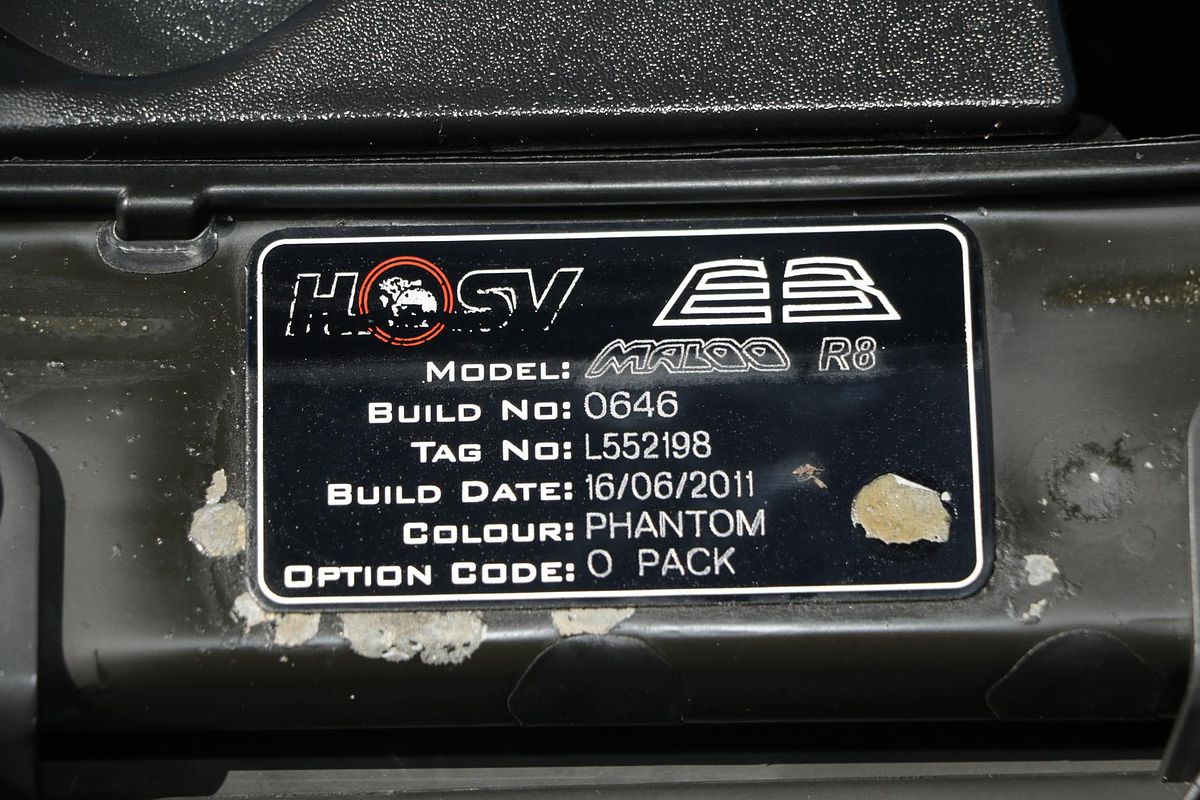 HSV E3
MODEL: MALOO R8
BUILD NO: 0646
TAG NO: L552198
BUILD DATE: 16/06/2011
COLOUR: PHANTOM
OPTION CODE: O PACK